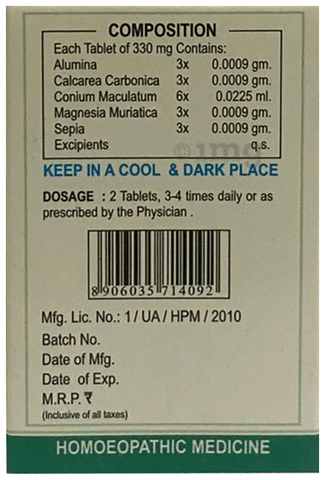 COMPOSITION
Each Tablet of 330 mg Contains:
Alumina 3x 0.0009 gm.
Calcarea Carbonica 3x 0.0009 gm.
Conium Maculatum 6x 0.0225 ml.
Magnesia Muriatica 3x 0.0009 gm.
Sepia 3x 0.0009 gm.
Excipients q.s.
©1mg
KEEP IN A COOL & DARK PLACE
DOSAGE : 2 Tablets, 3-4 times daily or as
prescribed by the Physician .
8906035714092
Mfg. Lic. No.: 1 / UA / HPM / 2010
Batch No.
Date of Mfg.
Date of Exp.
M.R.P. ₹
(Inclusive of all taxes)
HOMOEOPATHIC MEDICINE